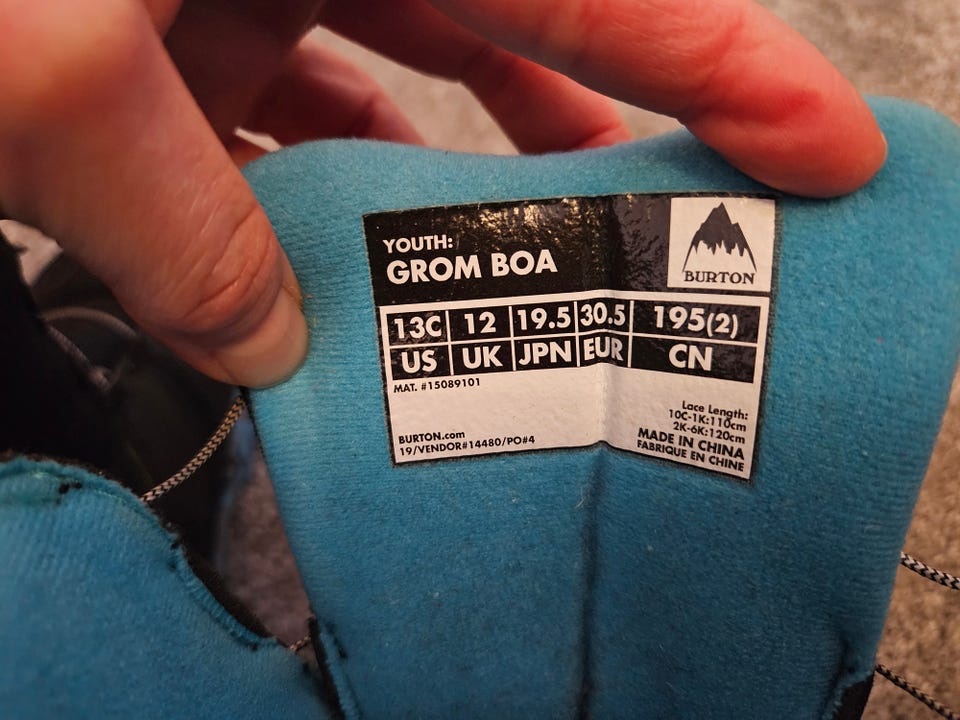 YOUTH:
GROM BOA
BURTON
13C 12 19.5 30.5 195(2)
US UK JPN EUR CN
MAT. #15089101
Lace Length:
10C-1K:110cm
2K-6K:120cm
BURTON.com
19/VENDOR#14480/PO#4
MADE IN CHINA
FABRIQUE EN CHINE